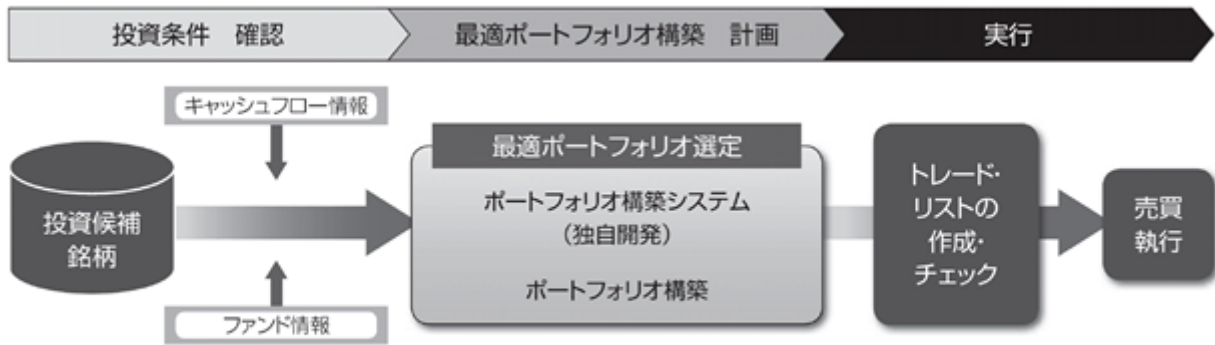 投資条件　確認
最適ポートフォリオ構築　計画
実行
キャッシュフロー情報
投資候補
銘柄
ファンド情報
最適ポートフォリオ選定
ポートフォリオ構築システム
（独自開発）
ポートフォリオ構築
トレード・
リストの
作成・
チェック
売買
執行